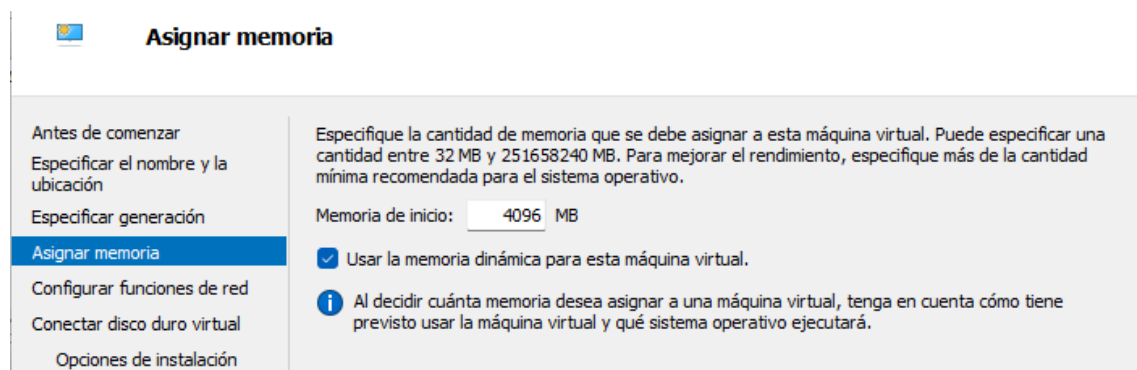 Asignar memoria
Antes de comenzar
Especificar el nombre y la
ubicación
Especificar generación
Asignar memoria
Configurar funciones de red
Conectar disco duro virtual
Opciones de instalación
Especifique la cantidad de memoria que se debe asignar a esta máquina virtual. Puede especificar una
cantidad entre 32 MB y 251658240 MB. Para mejorar el rendimiento, especifique más de la cantidad
mínima recomendada para el sistema operativo.
Memoria de inicio: 4096 MB
Usar la memoria dinámica para esta máquina virtual.
Al decidir cuánta memoria desea asignar a una máquina virtual, tenga en cuenta cómo tiene
previsto usar la máquina virtual y qué sistema operativo ejecutará.